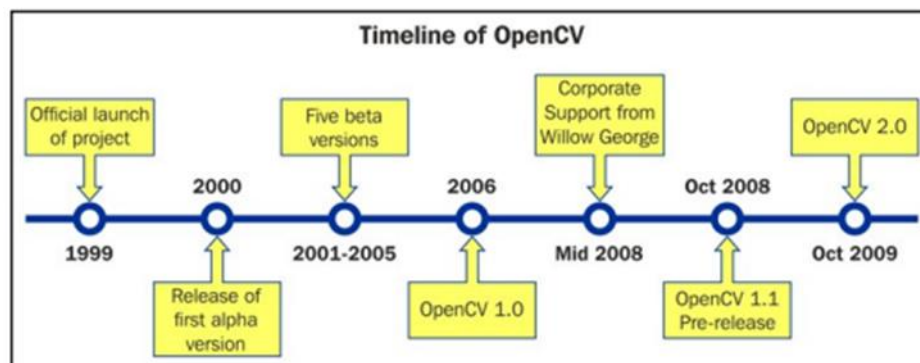 Timeline of OpenCV
Official launch
of project
1999
2000
Release of
first alpha
version
Five beta
versions
2001-2005
2006
OpenCV 1.0
Corporate
Support from
Willow George
Mid 2008
Oct 2008
OpenCV 1.1
Pre-release
OpenCV 2.0
Oct 2009